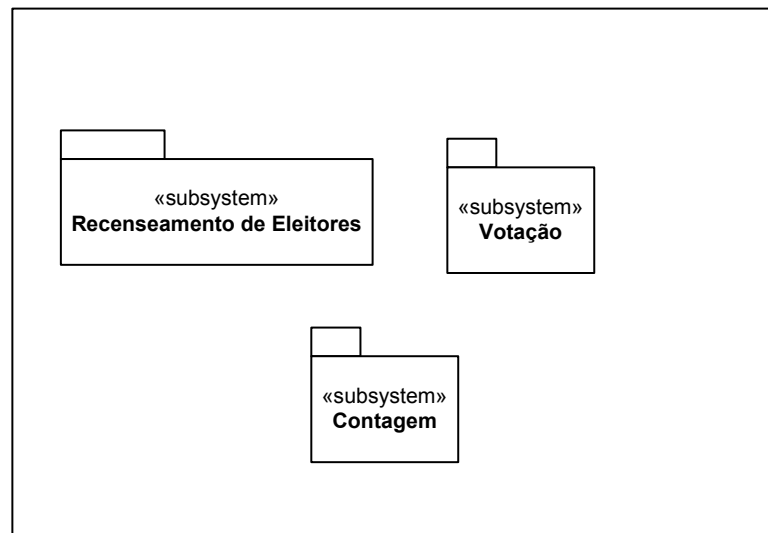 «subsystem»
Recenseamento de Eleitores
«subsystem»
Votação
«subsystem»
Contagem